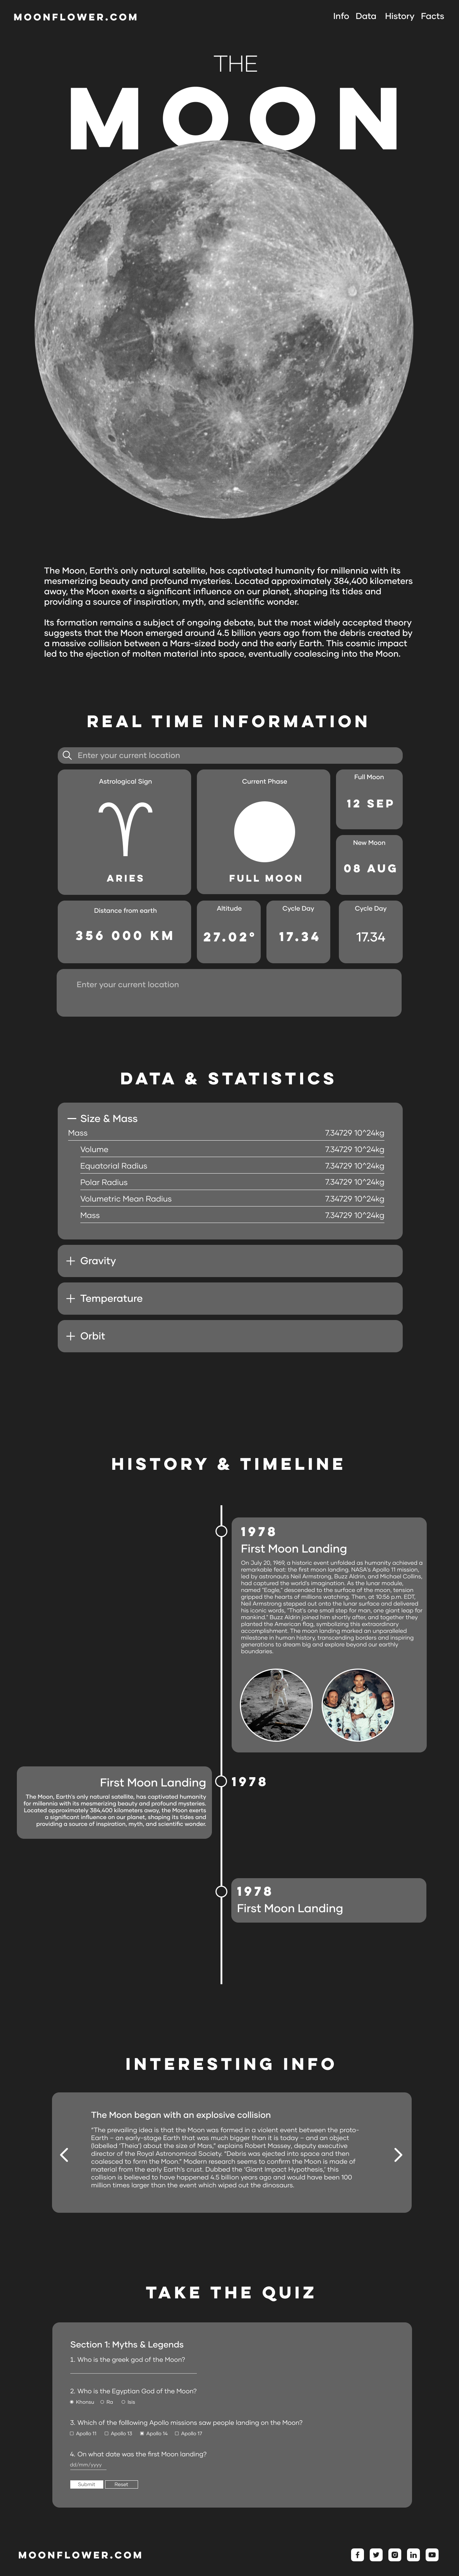 MOONFLOWER.COM
Info Data History Facts
THE
MOON
The Moon, Earth's only natural satellite, has captivated humanity for millennia with its
mesmerizing beauty and profound mysteries. Located approximately 384,400 kilometers
away, the Moon exerts a significant influence on our planet, shaping its tides and
providing a source of inspiration, myth, and scientific wonder.
Its formation remains a subject of ongoing debate, but the most widely accepted theory
suggests that the Moon emerged around 4.5 billion years ago from the debris created by
a massive collision between a Mars-sized body and the early Earth. This cosmic impact
led to the ejection of molten material into space, eventually coalescing into the Moon.
REAL TIME INFORMATION
Enter your current location
Astrological Sign
ARIES
Current Phase
FULL MOON
Full Moon
12 SEP
New Moon
08 AUG
Distance from earth
356 000 KM
Altitude
27.02°
Cycle Day
17.34
Cycle Day
17.34
Enter your current location
DATA & STATISTICS
Size & Mass
Mass 7.34729 10^24kg
Volume 7.34729 10^24kg
Equatorial Radius 7.34729 10^24kg
Polar Radius 7.34729 10^24kg
Volumetric Mean Radius 7.34729 10^24kg
Mass 7.34729 10^24kg
Gravity
Temperature
Orbit
HISTORY & TIMELINE
1978
First Moon Landing
On July 20, 1969, a historic event unfolded as humanity achieved a
remarkable feat: the first moon landing. NASA's Apollo 11 mission,
led by astronauts Neil Armstrong, Buzz Aldrin, and Michael Collins,
had captured the world's imagination. As the lunar module,
named "Eagle," descended to the surface of the moon, tension
gripped the hearts of millions watching. Then, at 10:56 p.m. EDT,
Neil Armstrong stepped out onto the lunar surface and delivered
his iconic words, "That's one small step for man, one giant leap for
mankind." Buzz Aldrin joined him shortly after, and together they
planted the American flag, symbolizing this extraordinary
accomplishment. The moon landing marked an unparalleled
milestone in human history, transcending borders and inspiring
generations to dream big and explore beyond our earthly
boundaries.
First Moon Landing
The Moon, Earth's only natural satellite, has captivated humanity
for millennia with its mesmerizing beauty and profound mysteries.
Located approximately 384,400 kilometers away, the Moon exerts
a significant influence on our planet, shaping its tides and
providing a source of inspiration, myth, and scientific wonder.
1978
1978
First Moon Landing
INTERESTING INFO
The Moon began with an explosive collision
"The prevailing idea is that the Moon was formed in a violent event between the proto-
Earth – an early-stage Earth that was much bigger than it is today – and an object
(labelled 'Theia') about the size of Mars," explains Robert Massey, deputy executive
director of the Royal Astronomical Society. "Debris was ejected into space and then
coalesced to form the Moon." Modern research seems to confirm the Moon is made of
material from the early Earth's crust. Dubbed the 'Giant Impact Hypothesis,' this
collision is believed to have happened 4.5 billion years ago and would have been 100
million times larger than the event which wiped out the dinosaurs.
TAKE THE QUIZ
Section 1: Myths & Legends
1. Who is the greek god of the Moon?
2. Who is the Egyptian God of the Moon?
Khonsu Ra Isis
3. Which of the folllowing Apollo missions saw people landing on the Moon?
Apollo 11 Apollo 13 Apollo 14 Apollo 17
4. On what date was the first Moon landing?
dd/mm/yyyy
Submit Reset
MOONFLOWER.COM